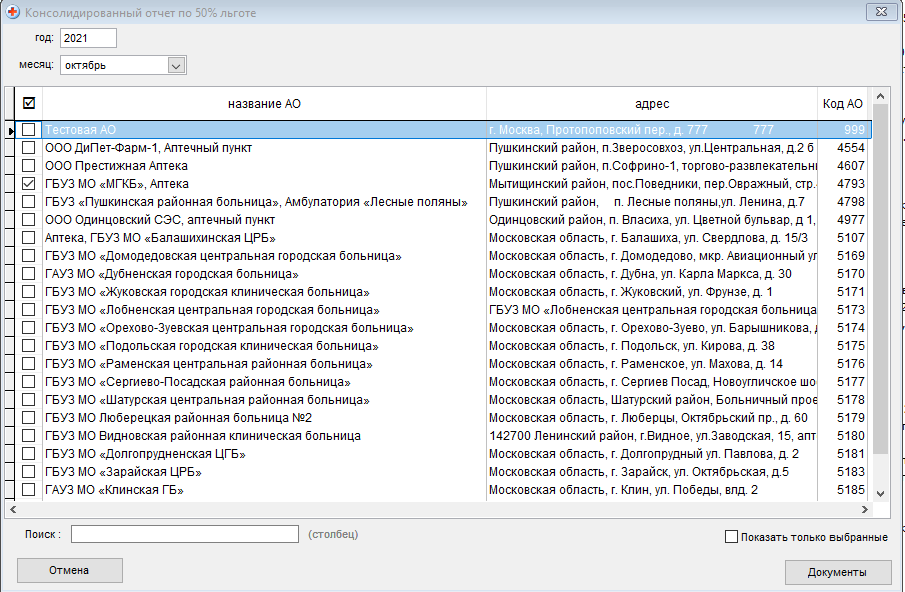 Консолидированный отчет по 50% льготе
год: 2021
месяц: октябрь
название АО адрес Код АО
Тестовая АО г. Москва, Протопоповский пер., д. 777 777 999
ООО ДиПет-Фарм-1, Аптечный пункт Пушкинский район, п.Зверосовхоз, ул.Центральная, д.2 б 4554
ООО Престижная Аптека Пушкинский район, п.Софрино-1, торгово-развлекательн 4607
ГБУЗ МО «МГКБ», Аптека Мытищинский район, пос.Поведники, пер.Овражный, стр. 4793
ГБУЗ «Пушкинская районная больница», Амбулатория «Лесные поляны» Пушкинский район, п. Лесные поляны,ул. Ленина, д.7 4798
ООО Одинцовский СЭС, аптечный пункт Одинцовский район, п. Власиха, ул. Цветной бульвар, д 1, 4977
Аптека, ГБУЗ МО «Балашихинская ЦРБ» Московская область, г. Балашиха, ул. Свердлова, д. 15/3 5107
ГБУЗ МО «Домодедовская центральная городская больница» Московская область, г. Домодедово, мкр. Авиационный ул 5169
ГАУЗ МО «Дубненская городская больница» Московская область, г. Дубна, ул. Карла Маркса, д. 30 5170
ГБУЗ МО «Жуковская городская клиническая больница» Московская область, г. Жуковский, ул. Фрунзе, д. 1 5171
ГБУЗ МО «Лобненская центральная городская больница» ГБУЗ МО «Лобненская центральная городская больница 5173
ГБУЗ МО «Орехово-Зуевская центральная городская больница» Московская область, г. Орехово-Зуево, ул. Барышникова, д 5174
ГБУЗ МО «Подольская городская клиническая больница» Московская область, г. Подольск, ул. Кирова, д. 38 5175
ГБУЗ МО «Раменская центральная районная больница» Московская область, г. Раменское, ул. Махова, д. 14 5176
ГБУЗ МО «Сергиево-Посадская районная больница» Московская область, г. Сергиев Посад, Новоугличское шо 5177
ГБУЗ МО «Шатурская центральная районная больница» Московская область, Шатурский район, Больничный прое 5178
ГБУЗ МО Люберецкая районная больница №2 Московская область, г. Люберцы, Октябрьский пр., д. 60 5179
ГБУЗ МО Видновская районная клиническая больница 142700 Ленинский район, г.Видное, ул.Заводская, 15, апт 5180
ГБУЗ МО «Долгопрудненская ЦГБ» Московская область, г. Долгопрудный ул. Павлова, д. 2 5181
ГБУЗ МО «Зарайская ЦРБ» Московская область, г. Зарайск, ул. Октябрьская, д.5 5183
ГАУЗ МО «Клинская ГБ» Московская область, г. Клин, ул. Победы, влд. 2 5185
Поиск : (столбец)
Показать только выбранные
Отмена Документы